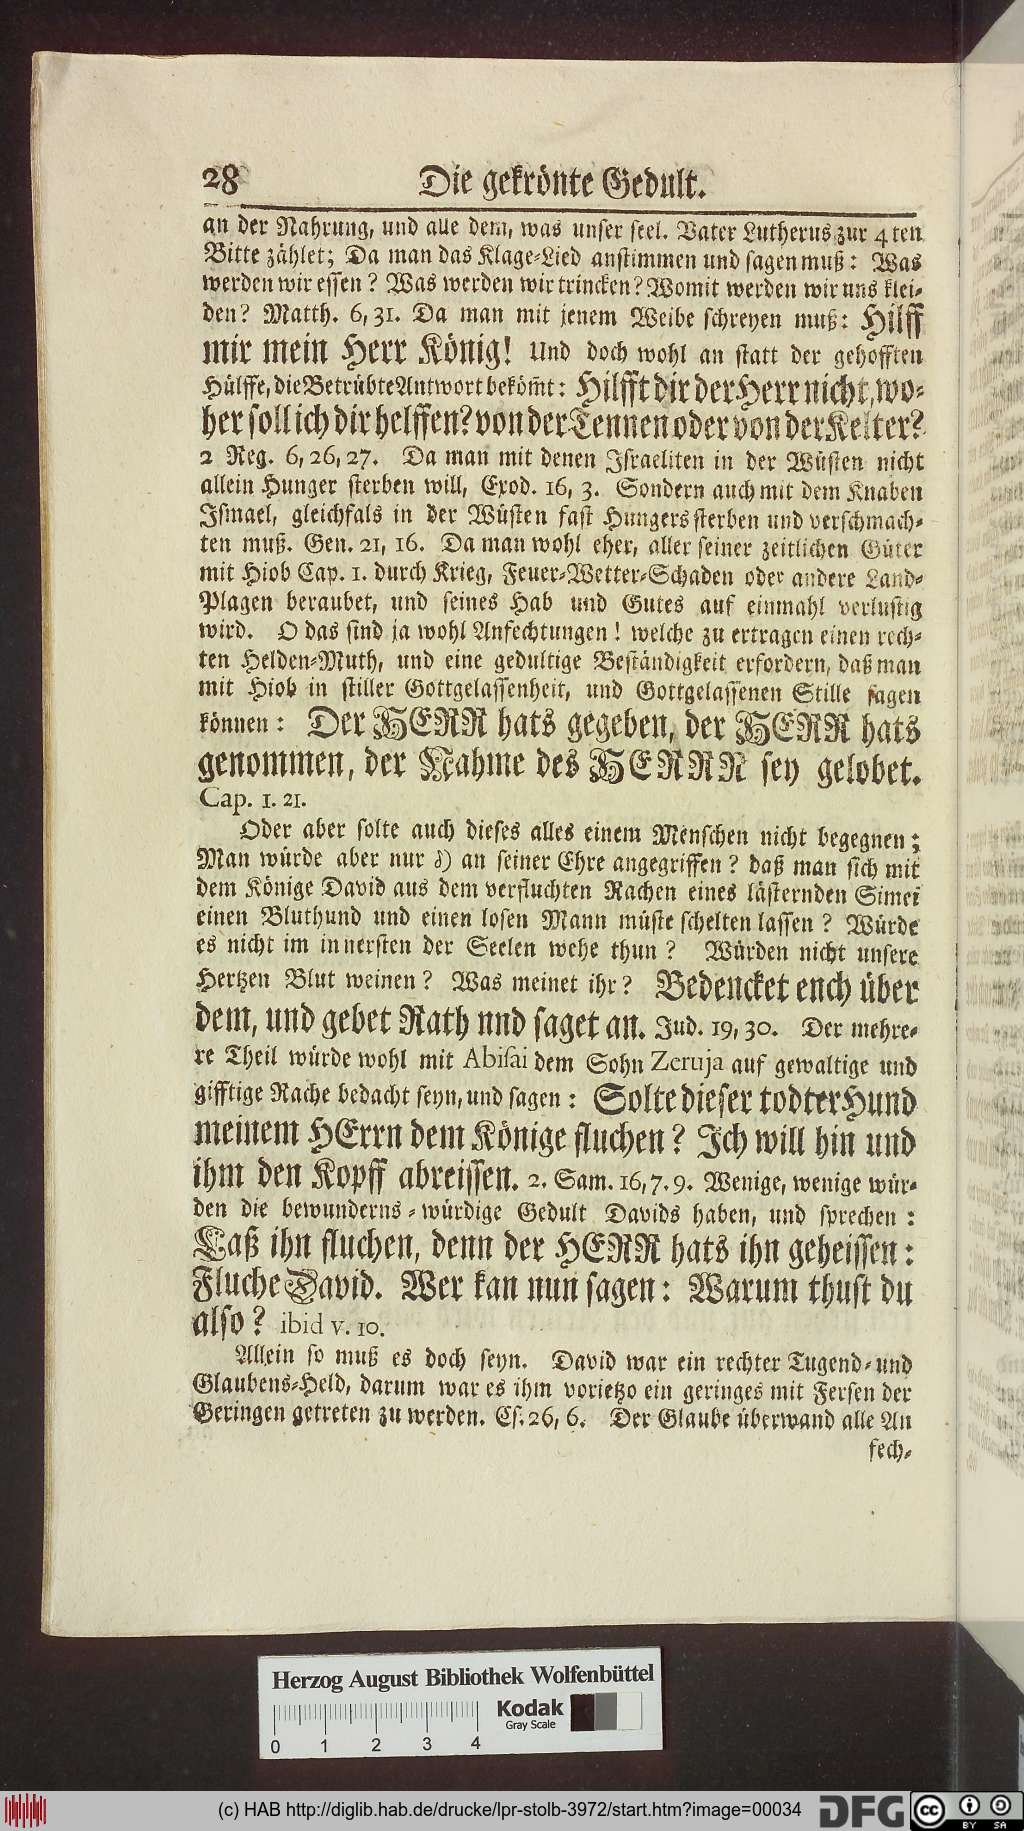 28 Die gekrönte Gedult.
an der Nahrung, und alle dem, was unser seel. Vater Lutherus zur 4ten
Bitte zählet; Da man das Klage-Lied anstimmen und sagen muß: Was
werden wir essen? Was werden wir trincken? Womit werden wir uns klei-
den? Matth. 6, 31. Da man mit jenem Weibe schreyen muß: Hilff
mir mein Herr König! Und doch wohl an statt der gehofften
Hülffe, die Betrübte Antwort bekōmt: Hilfft dir der Herr nicht, wo-
her soll ich dir helffen? von der Tennen oder von der Kelter?
2 Reg. 6, 26, 27. Da man mit denen Israeliten in der Wüsten nicht
allein Hunger sterben will, Exod. 16, 3. Sondern auch mit dem Knaben
Ismael, gleichfals in der Wüsten fast Hungers sterben und verschmach-
ten muß. Gen. 21, 16. Da man wohl eher, aller seiner zeitlichen Güter
mit Hiob Cap. 1. durch Krieg, Feuer-Wetter-Schaden oder andere Land-
Plagen beraubet, und seines Hab und Gutes auf einmahl verlustig
wird. O das sind ja wohl Anfechtungen! welche zu ertragen einen rech-
ten Helden-Muth, und eine gedultige Beständigkeit erfordern, daß man
mit Hiob in stiller Gottgelassenheit, und Gottgelassenen Stille sagen
können: Der HERR hats gegeben, der HERR hats
genommen, der Nahme des HERRN sey gelobet.
Cap. 1. 21.
Oder aber solte auch dieses alles einem Menschen nicht begegnen;
Man würde aber nur δ) an seiner Ehre angegriffen? daß man sich mit
dem Könige David aus dem verfluchten Rachen eines lästernden Simei
einen Bluthund und einen losen Mann müste schelten lassen? Würde
es nicht im innersten der Seelen wehe thun? Würden nicht unsere
Hertzen Blut weinen? Was meinet ihr? Bedencket ench über
dem, und gebet Rath nnd saget an. Jud. 19, 30. Der mehre-
re Theil würde wohl mit Abisai dem Sohn Zeruja auf gewaltige und
gifftige Rache bedacht seyn, und sagen: Solte dieser todter Hund
meinem HErrn dem Könige fluchen? Ich will hin und
ihm den Kopff abreissen. 2. Sam. 16, 7. 9. Wenige, wenige wür-
den die bewunderns-würdige Gedult Davids haben, und sprechen:
Laß ihn fluchen, denn der HERR hats ihn geheissen:
Fluche David. Wer kan nun sagen: Warum thust du
also? ibid v. 10.
Allein so muß es doch seyn. David war ein rechter Tugend- und
Glaubens-Held, darum war es ihm vorietzo ein geringes mit Fersen der
Geringen getreten zu werden. Es. 26, 6. Der Glaube überwand alle An
fech-
Herzog August Bibliothek Wolfenbüttel
0 1 2 3 4
Kodak
Gray Scale
(c) HAB http://diglib.hab.de/drucke/lpr-stolb-3972/start.htm?image=00034 DFG cc BY SA